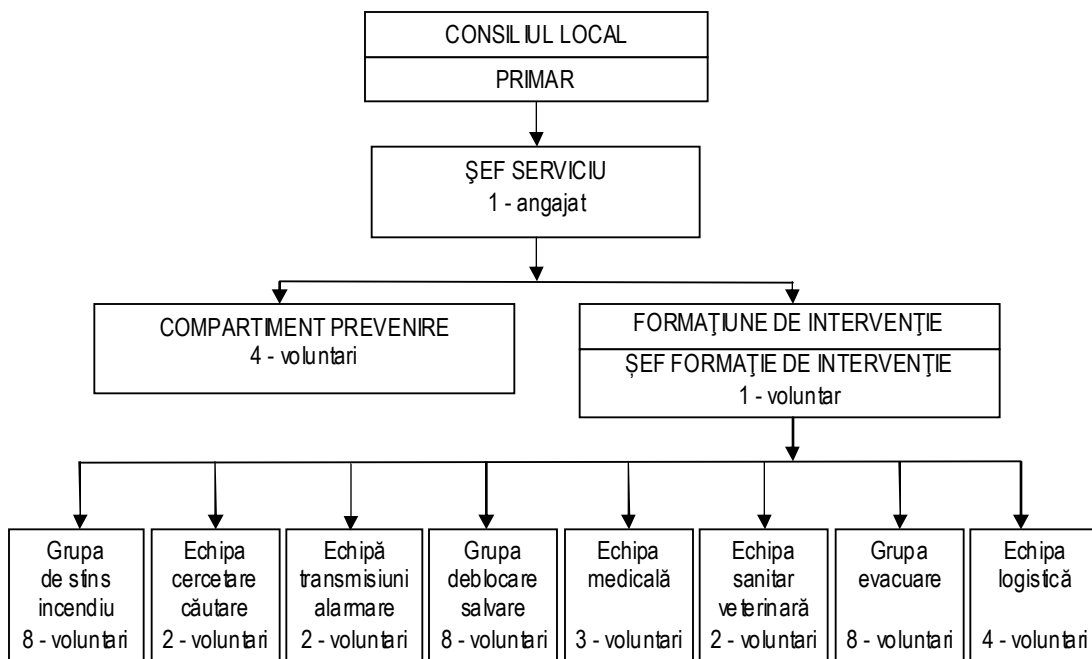 CONSILIUL LOCAL
PRIMAR
ŞEF SERVICIU
1 - angajat
COMPARTIMENT PREVENIRE
4 - voluntari
FORMAŢIUNE DE INTERVENŢIE
ȘEF FORMAŢIE DE INTERVENŢIE
1 - voluntar
Grupa
de stins
incendiu
8 - voluntari
Echipa
cercetare
căutare
2 - voluntari
Echipă
transmisiuni
alarmare
2 - voluntari
Grupa
deblocare
salvare
8 - voluntari
Echipa
medicală
3 - voluntari
Echipa
sanitar
veterinară
2 - voluntari
Grupa
evacuare
8 - voluntari
Echipa
logistică
4 - voluntari